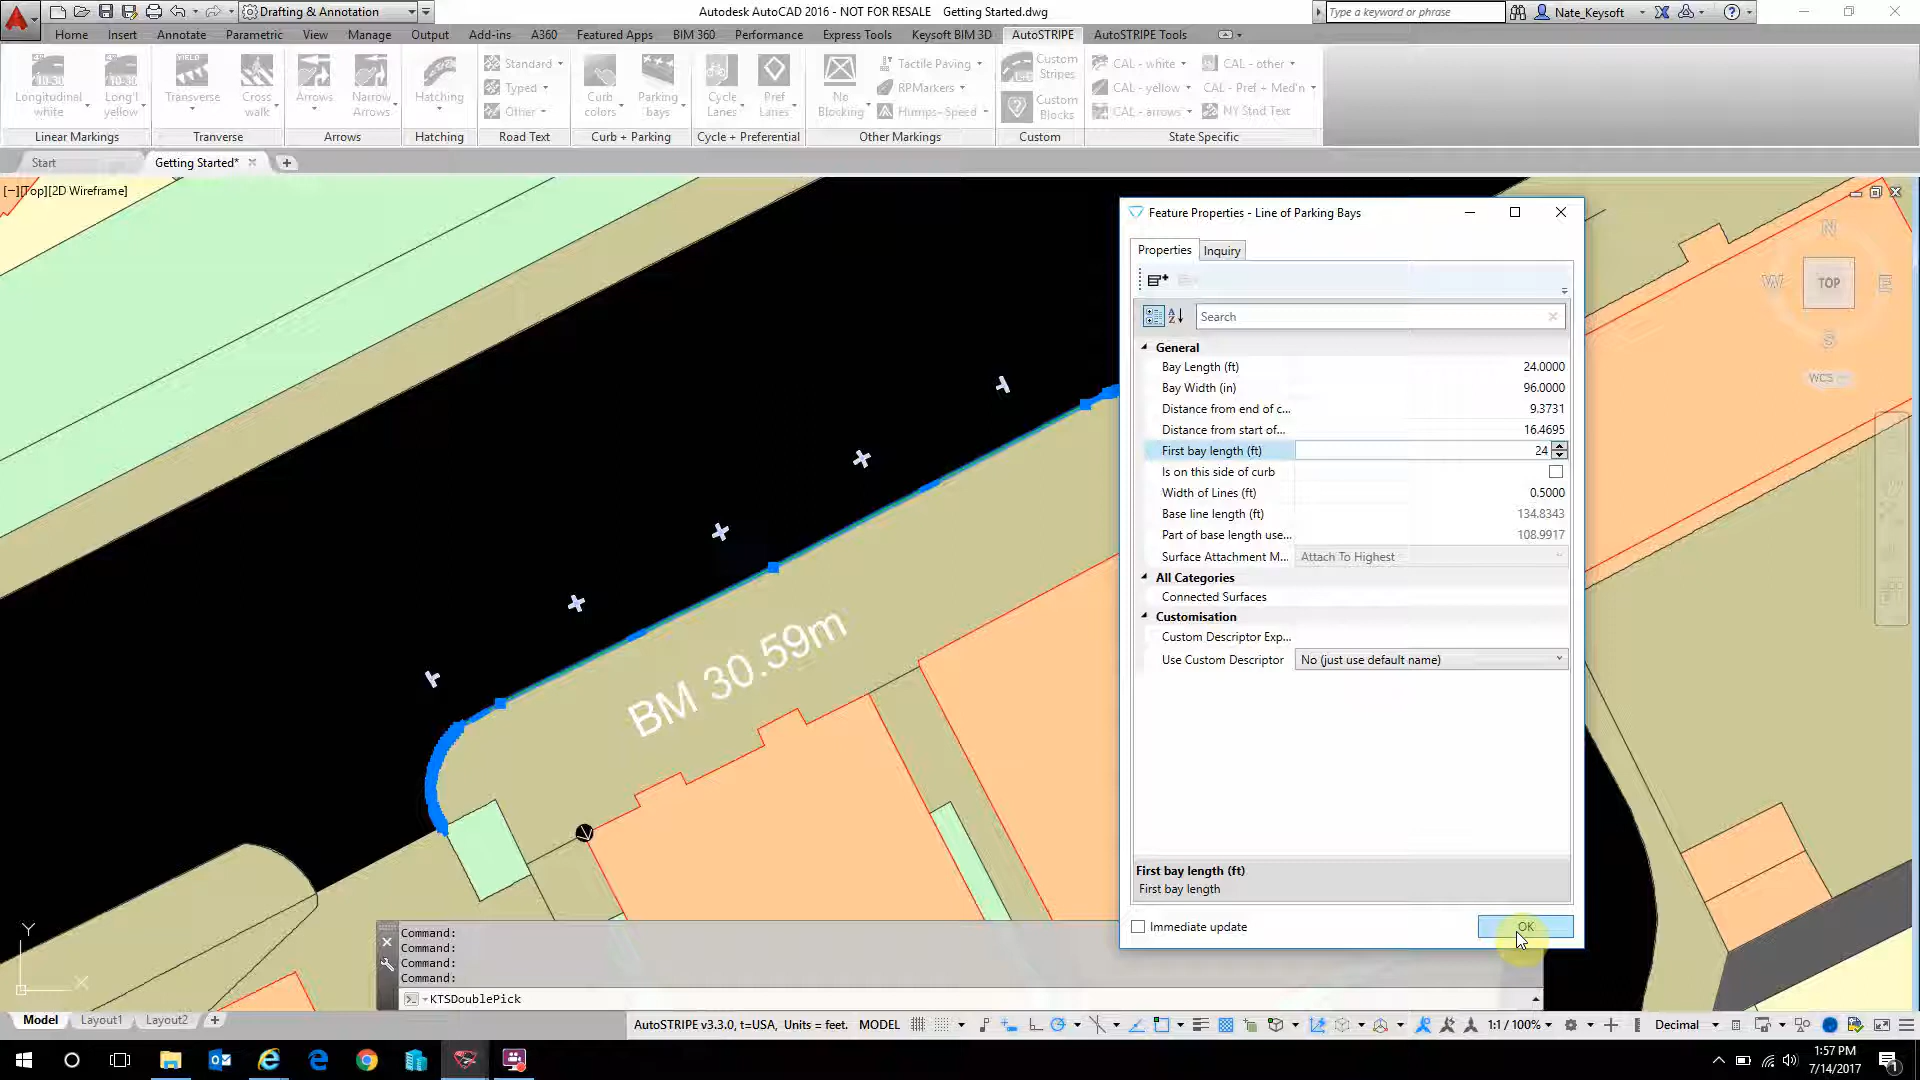 Drafting & Annotation
Autodesk AutoCAD 2016 - NOT FOR RESALE Getting Started.dwg
Type a keyword or phrase
Nate_Keysoft
Home Insert Annotate Parametric View Manage Output Add-ins A360 Featured Apps BIM 360 Performance Express Tools Keysoft BIM 3D AutoSTRIPE AutoSTRIPE Tools
Longitudinal white
Long'l yellow
YIELD
Transverse
Cross walk
Arrows
Narrow Arrows
Hatching
Standard
Typed
Other
Curb colors
Parking bays
Cycle Lanes
Pref Lanes
No Blocking
Tactile Paving
RPMarkers
Humps - Speed
Custom Stripes
Custom Blocks
CAL - white
CAL - yellow
CAL - arrows
CAL - other
CAL - Pref + Med'n
NY Stnd Text
Linear Markings Tranverse Arrows Hatching Road Text Curb + Parking Cycle + Preferential Other Markings Custom State Specific
Start Getting Started*
[−][Top][2D Wireframe]
N
W TOP E
S
WCS
BM 30.59m
Y
X
Feature Properties - Line of Parking Bays
Properties Inquiry
Search
General
Bay Length (ft) 24.0000
Bay Width (in) 96.0000
Distance from end of c... 9.3731
Distance from start of... 16.4695
First bay length (ft) 24
Is on this side of curb
Width of Lines (ft) 0.5000
Base line length (ft) 134.8343
Part of base length use... 108.9917
Surface Attachment M... Attach To Highest
All Categories
Connected Surfaces
Customisation
Custom Descriptor Exp...
Use Custom Descriptor No (just use default name)
First bay length (ft)
First bay length
Immediate update
OK
Command:
Command:
Command:
Command:
KTSDoublePick
Model Layout1 Layout2 +
AutoSTRIPE v3.3.0, t=USA, Units = feet. MODEL
1:1 / 100%
Decimal
1:57 PM
7/14/2017